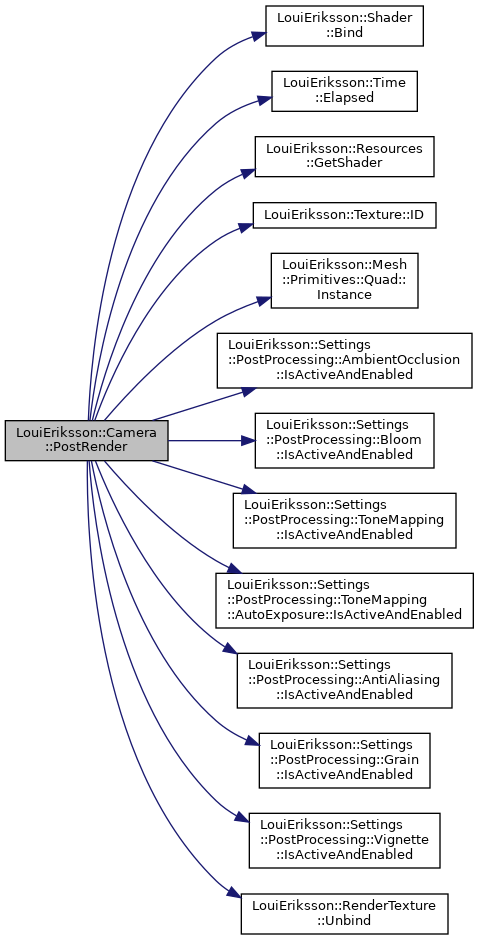 LouiEriksson::Camera
::PostRender
LouiEriksson::Shader
::Bind
LouiEriksson::Time
::Elapsed
LouiEriksson::Resources
::GetShader
LouiEriksson::Texture::ID
LouiEriksson::Mesh
::Primitives::Quad::
Instance
LouiEriksson::Settings
::PostProcessing::AmbientOcclusion
::IsActiveAndEnabled
LouiEriksson::Settings
::PostProcessing::Bloom
::IsActiveAndEnabled
LouiEriksson::Settings
::PostProcessing::ToneMapping
::IsActiveAndEnabled
LouiEriksson::Settings
::PostProcessing::ToneMapping
::AutoExposure::IsActiveAndEnabled
LouiEriksson::Settings
::PostProcessing::AntiAliasing
::IsActiveAndEnabled
LouiEriksson::Settings
::PostProcessing::Grain
::IsActiveAndEnabled
LouiEriksson::Settings
::PostProcessing::Vignette
::IsActiveAndEnabled
LouiEriksson::RenderTexture
::Unbind